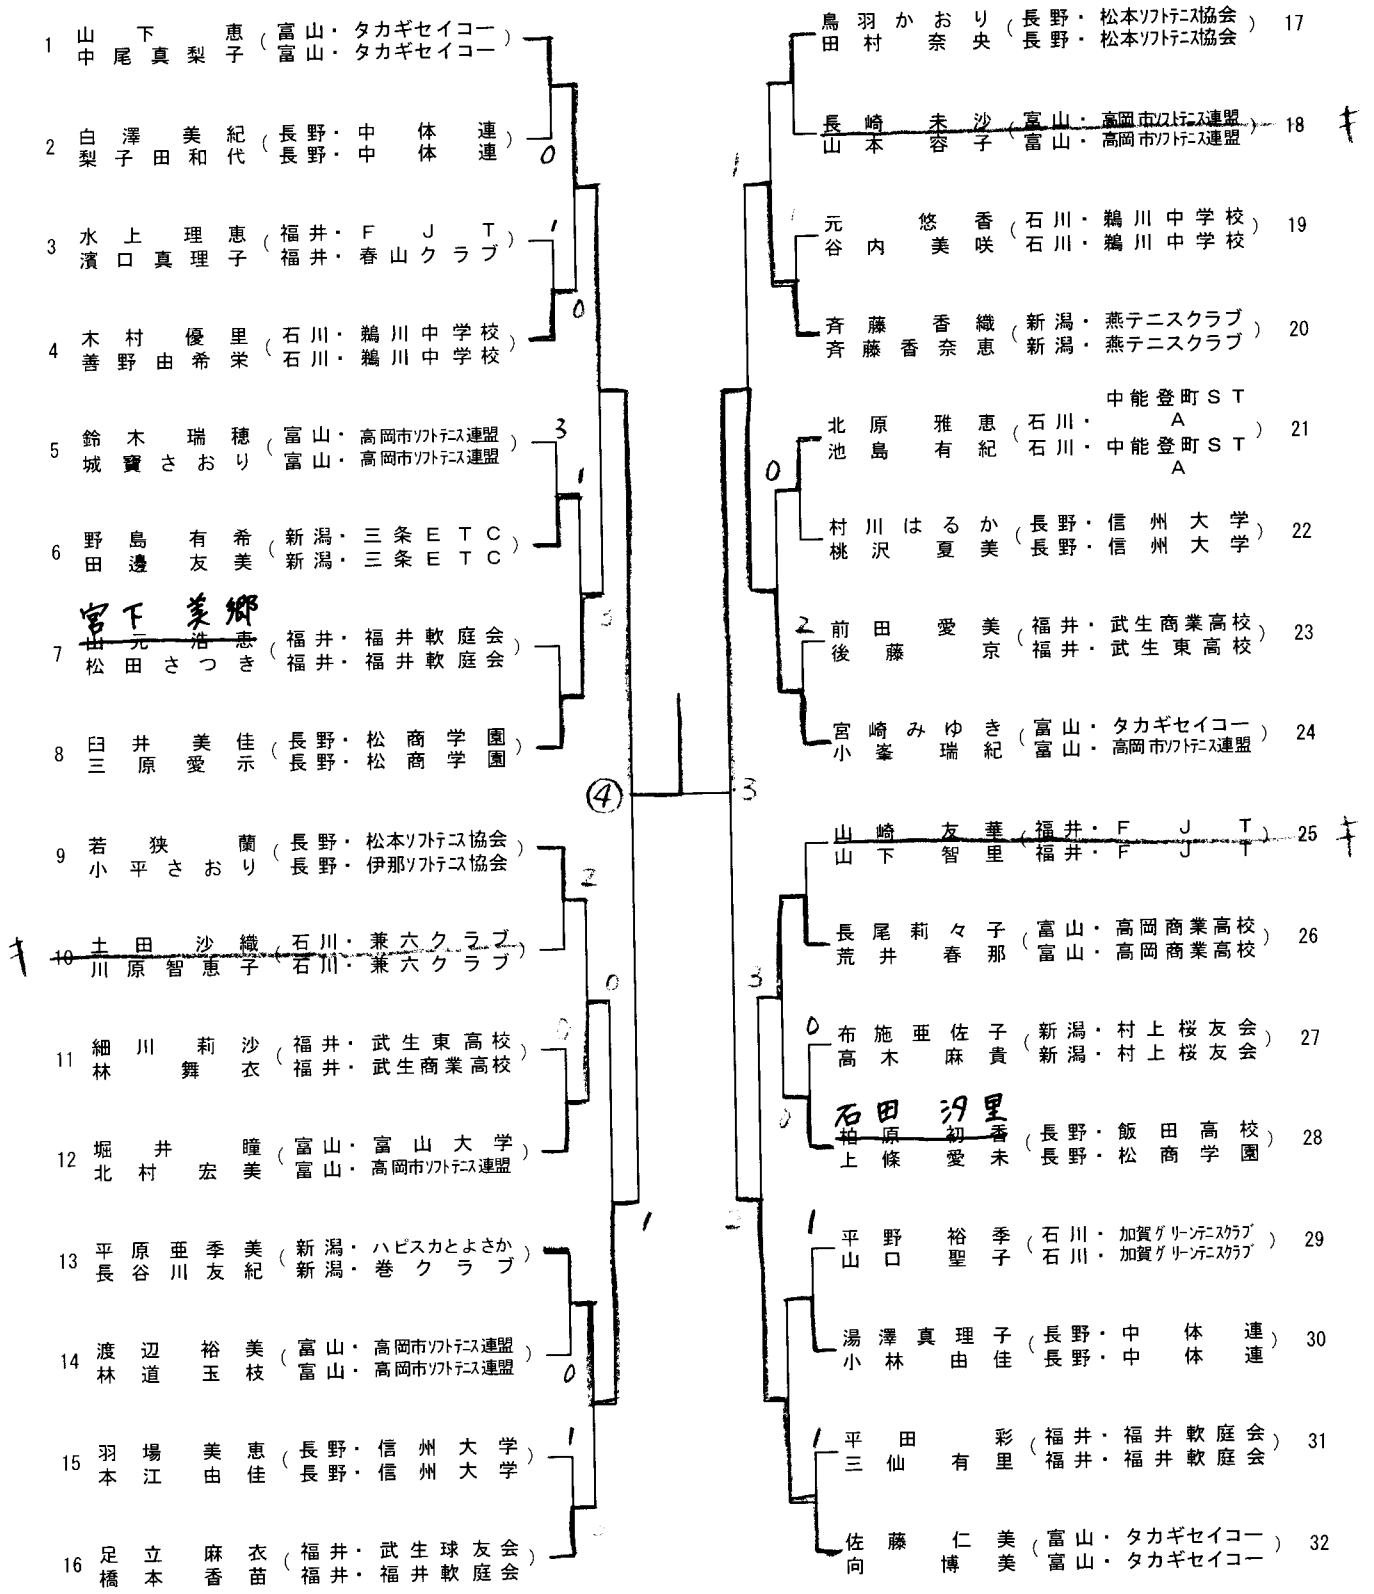 1 山下 恵 (富山・タカギセイコー)
中尾真梨子 富山・タカギセイコー
2 白澤美紀 (長野・中体連)
梨子田和代 長野・中体連
0
3 水上理恵 (福井・FJT)
濱口真理子 福井・春山クラブ
1
0
4 木村優里 (石川・鵜川中学校)
善野由希栄 石川・鵜川中学校
5 鈴木瑞穂 (富山・高岡市ソフトテニス連盟)
城寶さおり 富山・高岡市ソフトテニス連盟
3
1
6 野島有希 (新潟・三条ETC)
田邊友美 新潟・三条ETC
宮下 美郷
3
7 山元浩恵 (福井・福井軟庭会)
松田さつき 福井・福井軟庭会
8 臼井美佳 (長野・松商学園)
三原愛示 長野・松商学園
④
9 若狭 蘭 (長野・松本ソフトテニス協会)
小平さおり 長野・伊那ソフトテニス協会
2
10 土田沙織 (石川・兼六クラブ)
川原智恵子 石川・兼六クラブ
キ
0
11 細川莉沙 (福井・武生東高校)
林 舞衣 福井・武生商業高校
0
12 堀井 瞳 (富山・富山大学)
北村宏美 富山・高岡市ソフトテニス連盟
1
13 平原亜季美 (新潟・ハピスカとよさか)
長谷川友紀 新潟・巻クラブ
14 渡辺裕美 (富山・高岡市ソフトテニス連盟)
林道玉枝 富山・高岡市ソフトテニス連盟
0
15 羽場美恵 (長野・信州大学)
本江由佳 長野・信州大学
1
16 足立麻衣 (福井・武生球友会)
橋本香苗 福井・福井軟庭会
鳥羽かおり (長野・松本ソフトテニス協会) 17
田村奈央 長野・松本ソフトテニス協会
長崎未沙 (富山・高岡市ソフトテニス連盟) 18
山本容子 富山・高岡市ソフトテニス連盟
キ
1
元 悠香 (石川・鵜川中学校) 19
谷内美咲 石川・鵜川中学校
1
斉藤香織 (新潟・燕テニスクラブ) 20
斉藤香奈恵 新潟・燕テニスクラブ
中能登町ST
北原雅恵 (石川・A) 21
池島有紀 石川・中能登町ST
A
0
村川はるか (長野・信州大学) 22
桃沢夏美 長野・信州大学
2
前田愛美 (福井・武生商業高校) 23
後藤 京 福井・武生東高校
宮崎みゆき (富山・タカギセイコー) 24
小峯瑞紀 富山・高岡市ソフトテニス連盟
3
山崎友華 (福井・FJT) 25
山下智里 福井・FJT
キ
長尾莉々子 (富山・高岡商業高校) 26
荒井春那 富山・高岡商業高校
3
0
布施亜佐子 (新潟・村上桜友会) 27
高木麻貴 新潟・村上桜友会
石田 汐里
0
柏原初香 (長野・飯田高校) 28
上條愛未 長野・松商学園
2
1
平野裕季 (石川・加賀グリーンテニスクラブ) 29
山口聖子 石川・加賀グリーンテニスクラブ
湯澤真理子 (長野・中体連) 30
小林由佳 長野・中体連
1
平田 彩 (福井・福井軟庭会) 31
三仙有里 福井・福井軟庭会
佐藤仁美 (富山・タカギセイコー) 32
向 博美 富山・タカギセイコー